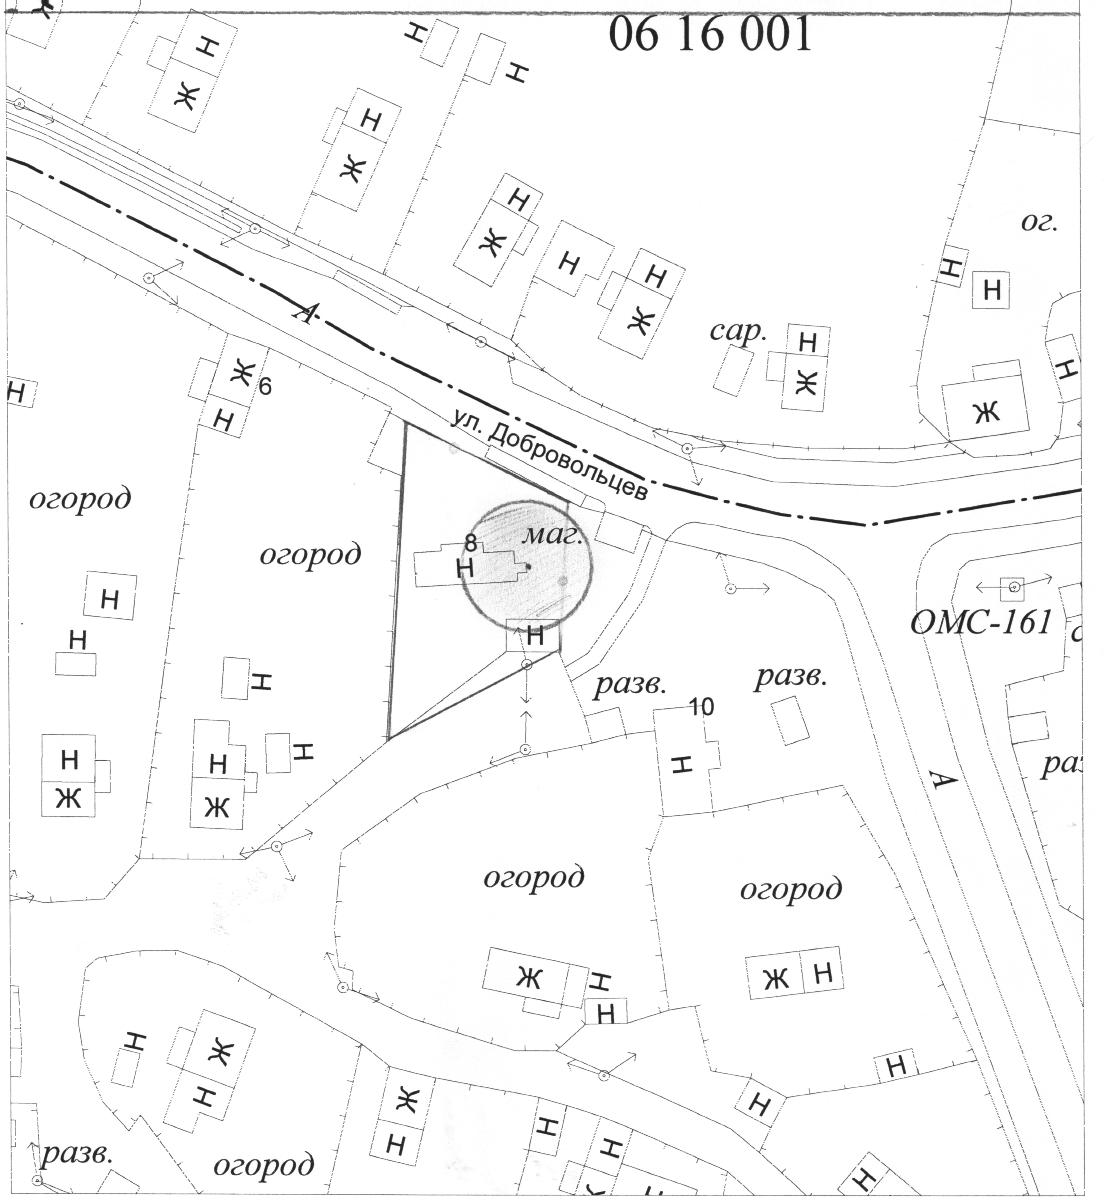 Ж
06 16 001
Н
Н
Н
Ж
Н
Ж
ог.
Н
Ж
Н
Н
Н
Н
А
Ж
сар.
Н
Н
Ж
6
Ж
Н
Ж
Н
ул. Добровольцев
огород
огород
маг.
8
Н
Н
ОМС-161
Н
Н
Н
разв.
разв.
10
Н
Н
Н
Н
Н
раз
А
Ж
Ж
огород
огород
Ж
Н
Ж
Н
Н
Н
Ж
Н
Н
Ж
Н
Н
Н
Н
разв.
огород
Н
Н